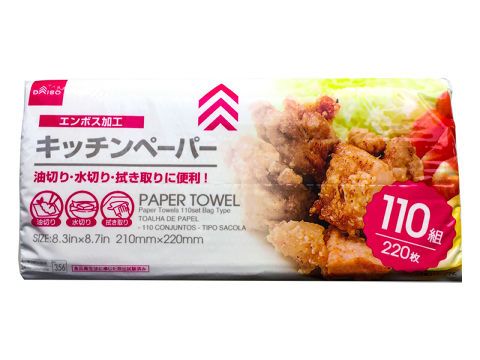 DAISO
エンボス加工
キッチンペーパー
油切り・水切り・拭き取りに便利!
油切り 水切り 拭き取り
PAPER TOWEL
Paper Towels 110set Bag Type
TOALHA DE PAPEL
- 110 CONJUNTOS - TIPO SACOLA
SIZE:8.3in×8.7in 210mm×220mm
110組
220枚
356